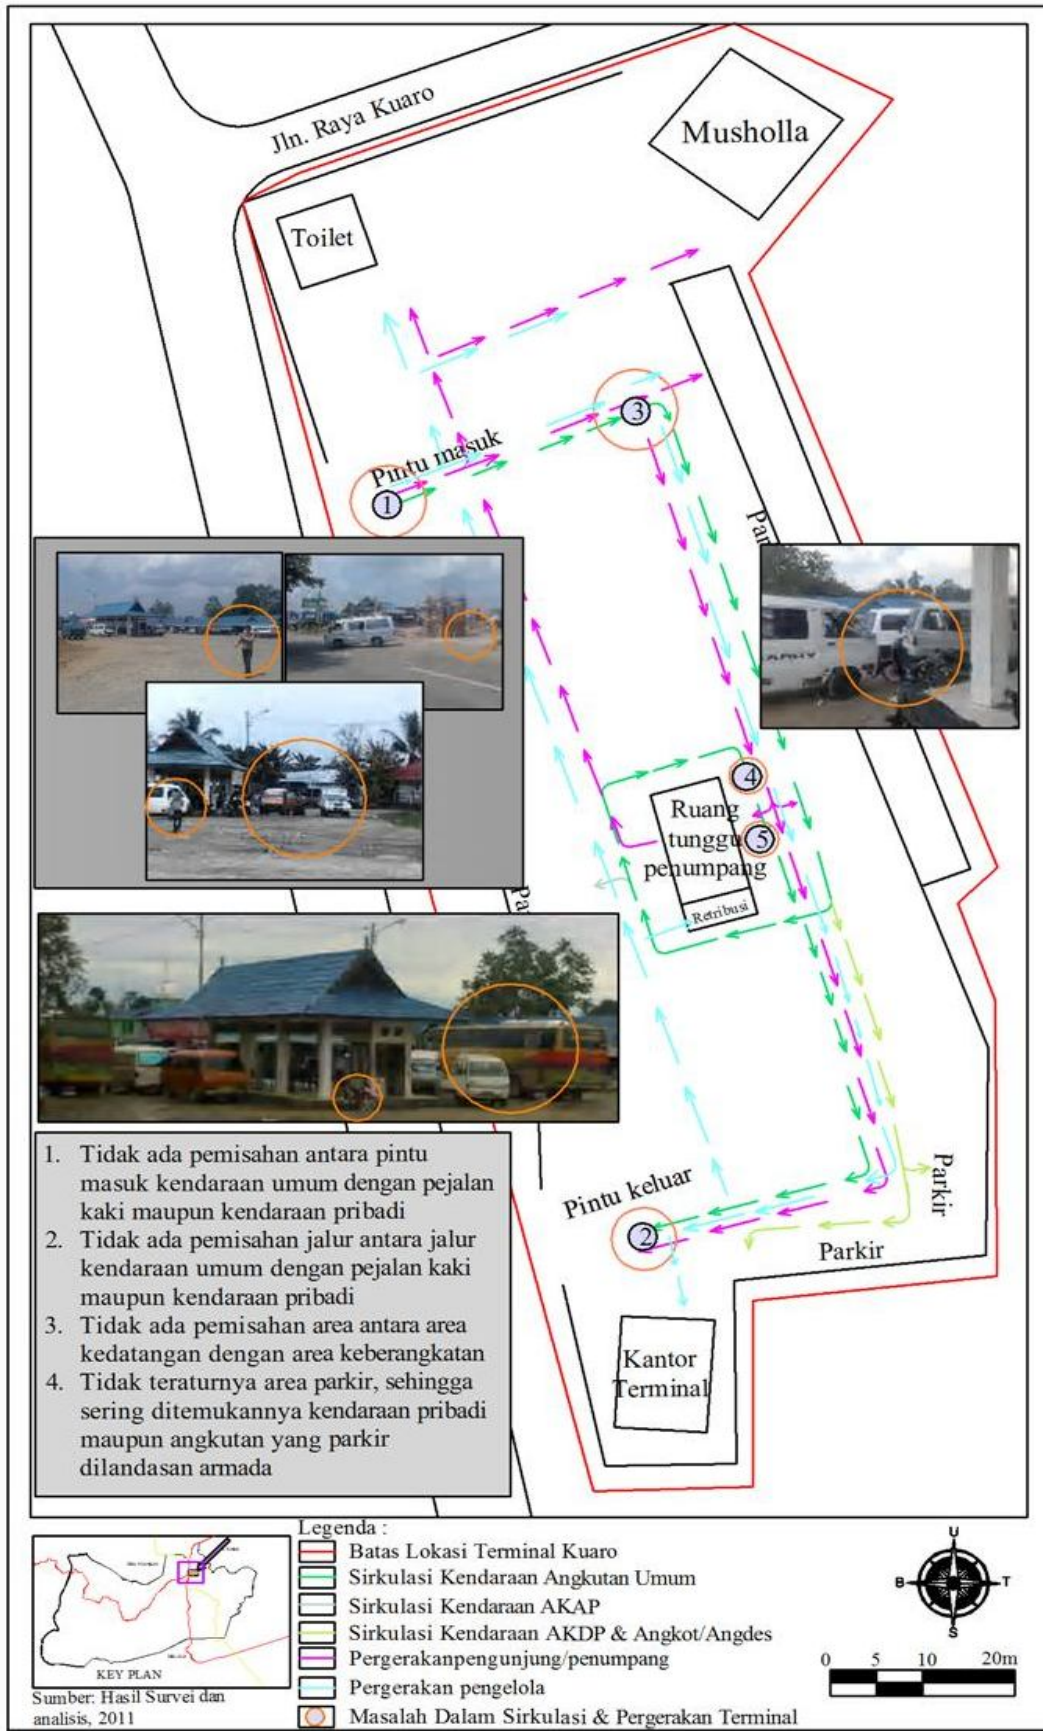 Jln. Raya Kuaro
Musholla
Toilet
3
Pintu masuk
1
4
Ruang
tunggu
5
penumpang
Retribusi
Pintu keluar
2
Parkir
Parkir
Kantor
Terminal
1. Tidak ada pemisahan antara pintu
masuk kendaraan umum dengan pejalan
kaki maupun kendaraan pribadi
2. Tidak ada pemisahan jalur antara jalur
kendaraan umum dengan pejalan kaki
maupun kendaraan pribadi
3. Tidak ada pemisahan area antara area
kedatangan dengan area keberangkatan
4. Tidak teraturnya area parkir, sehingga
sering ditemukannya kendaraan pribadi
maupun angkutan yang parkir
dilandasan armada
KEY PLAN
Sumber: Hasil Survei dan
analisis, 2011
Legenda :
Batas Lokasi Terminal Kuaro
Sirkulasi Kendaraan Angkutan Umum
Sirkulasi Kendaraan AKAP
Sirkulasi Kendaraan AKDP & Angkot/Angdes
Pergerakanpengunjung/penumpang
Pergerakan pengelola
Masalah Dalam Sirkulasi & Pergerakan Terminal
U
B T
S
0 5 10 20m